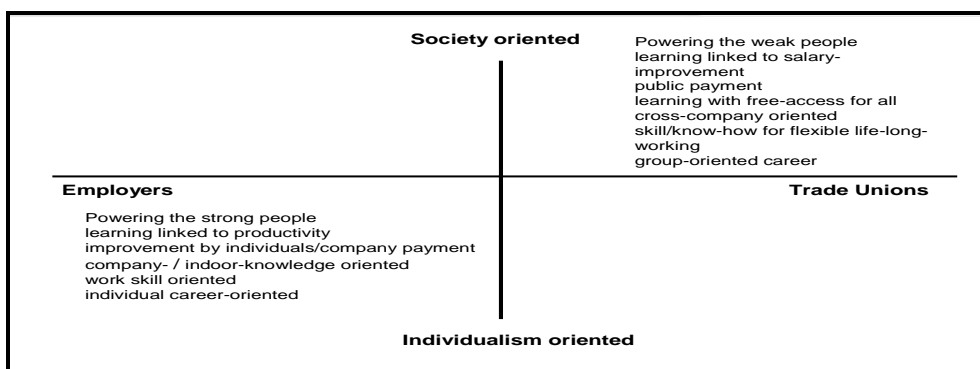 Society oriented
Powering the weak people
learning linked to salary-
improvement
public payment
learning with free-access for all
cross-company oriented
skill/know-how for flexible life-long-
working
group-oriented career
Employers
Trade Unions
Powering the strong people
learning linked to productivity
improvement by individuals/company payment
company- / indoor-knowledge oriented
work skill oriented
individual career-oriented
Individualism oriented